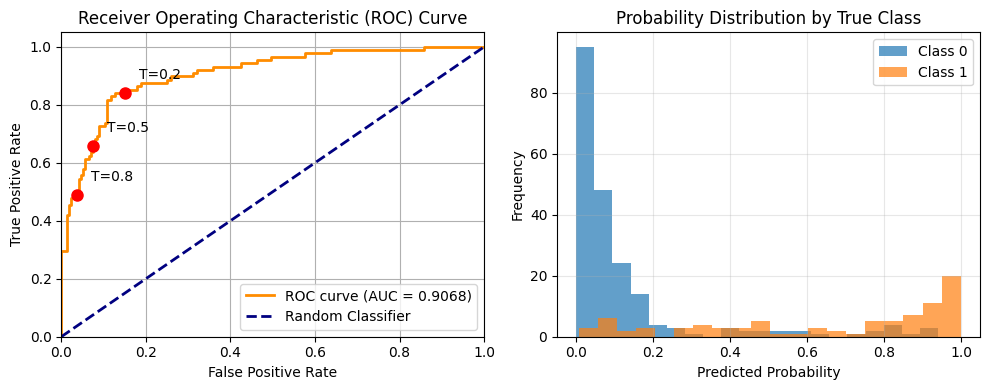 Receiver Operating Characteristic (ROC) Curve
True Positive Rate
1.0
0.8
0.6
0.4
0.2
0.0
T=0.2
T=0.5
T=0.8
ROC curve (AUC = 0.9068)
Random Classifier
0.0 0.2 0.4 0.6 0.8 1.0
False Positive Rate
Probability Distribution by True Class
Frequency
80
60
40
20
0
Class 0
Class 1
0.0 0.2 0.4 0.6 0.8 1.0
Predicted Probability